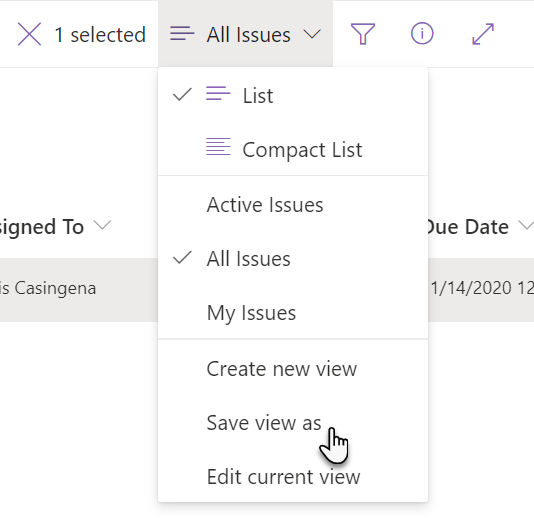 1 selected All Issues
List
Compact List
Active Issues
signed To Due Date
All Issues
is Casingena 1/14/2020 12
My Issues
Create new view
Save view as
Edit current view